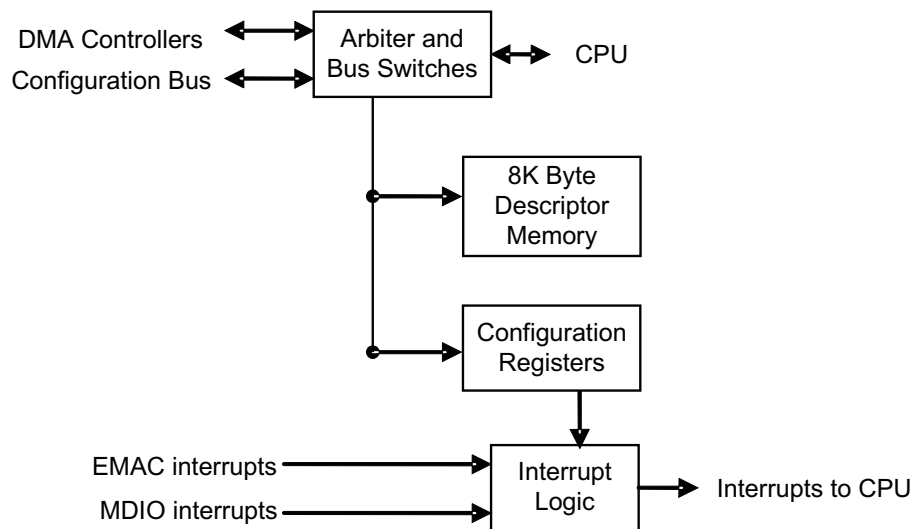 DMA Controllers
Configuration Bus
Arbiter and
Bus Switches
CPU
8K Byte
Descriptor
Memory
Configuration
Registers
EMAC interrupts
MDIO interrupts
Interrupt
Logic
Interrupts to CPU